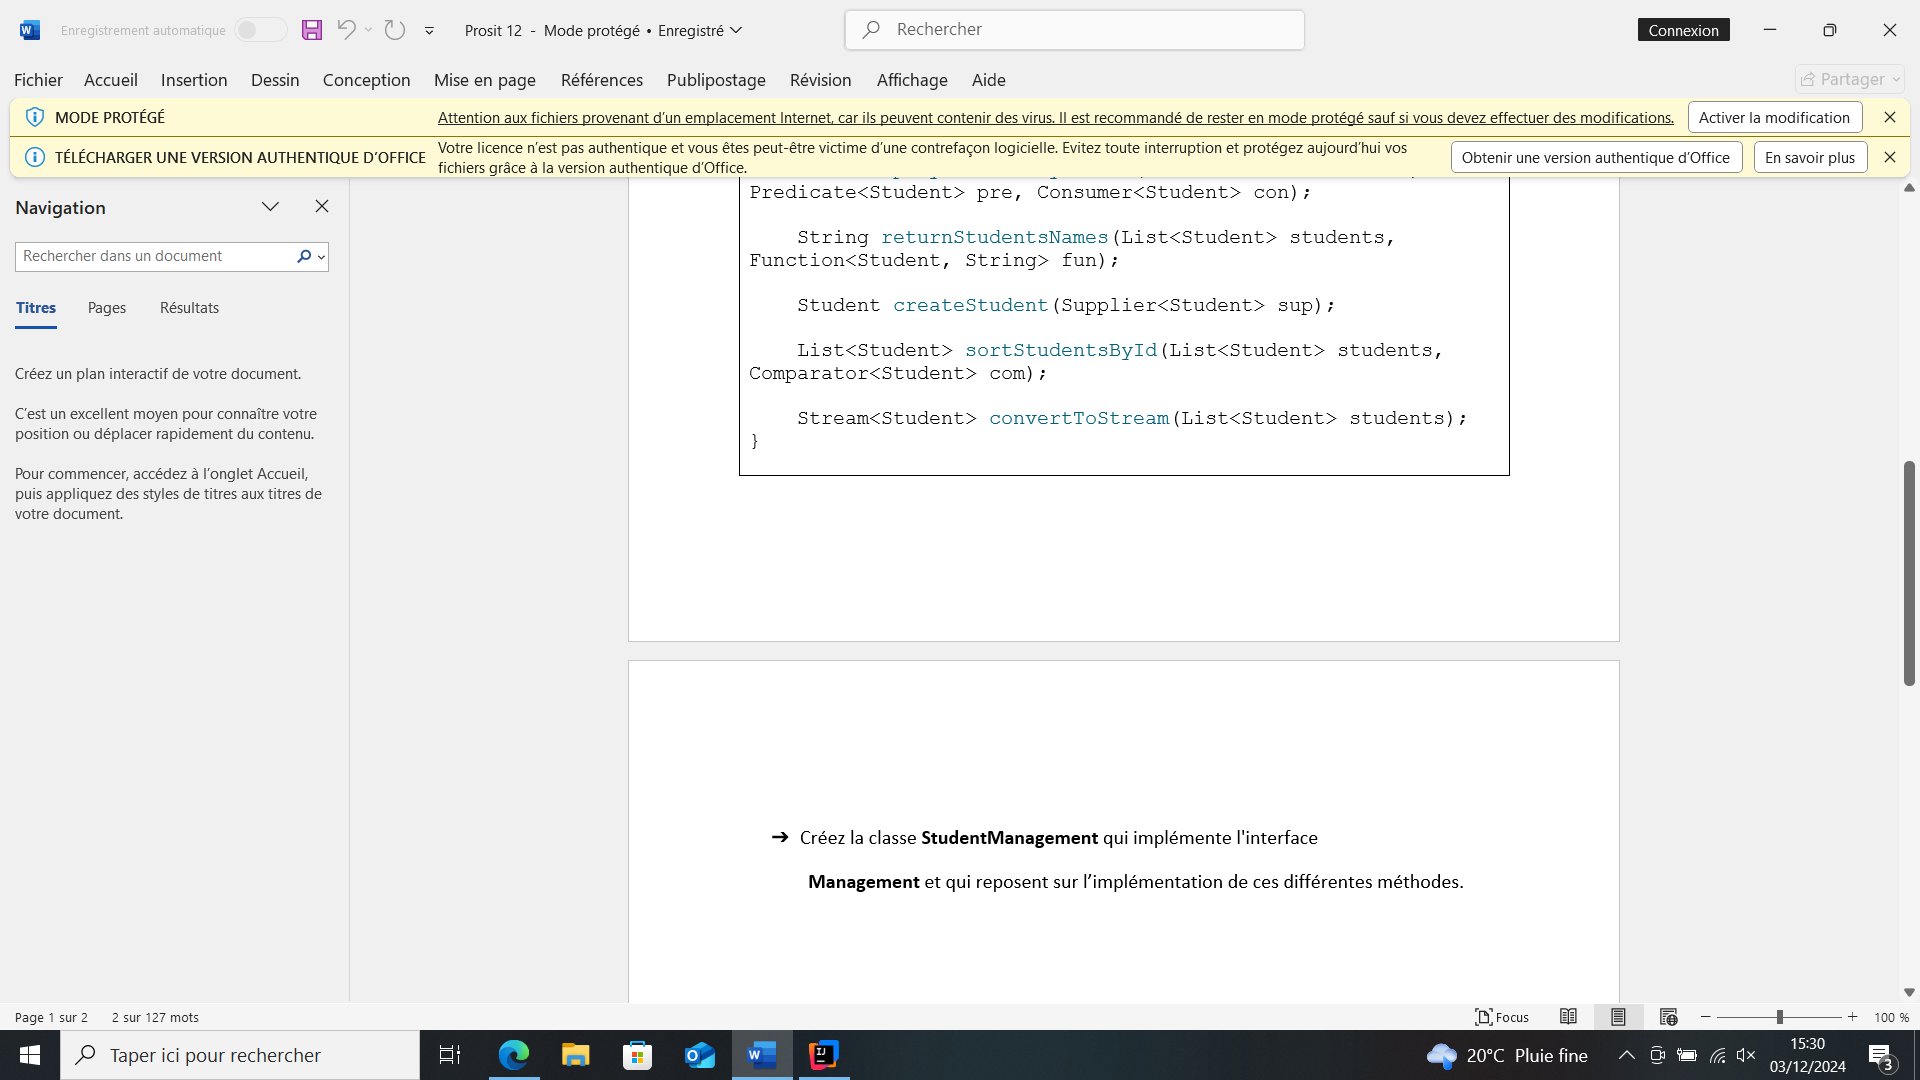 Enregistrement automatique
Prosit 12 - Mode protégé • Enregistré
Rechercher
Connexion
Fichier Accueil Insertion Dessin Conception Mise en page Références Publipostage Révision Affichage Aide
Partager
MODE PROTÉGÉ Attention aux fichiers provenant d’un emplacement Internet, car ils peuvent contenir des virus. Il est recommandé de rester en mode protégé sauf si vous devez effectuer des modifications. Activer la modification
TÉLÉCHARGER UNE VERSION AUTHENTIQUE D’OFFICE Votre licence n’est pas authentique et vous êtes peut-être victime d’une contrefaçon logicielle. Evitez toute interruption et protégez aujourd’hui vos
fichiers grâce à la version authentique d’Office.
Obtenir une version authentique d’Office En savoir plus
Navigation
Rechercher dans un document
Titres Pages Résultats
Créez un plan interactif de votre document.
C’est un excellent moyen pour connaître votre
position ou déplacer rapidement du contenu.
Pour commencer, accédez à l’onglet Accueil,
puis appliquez des styles de titres aux titres de
votre document.
Predicate<Student> pre, Consumer<Student> con);
String returnStudentsNames(List<Student> students,
Function<Student, String> fun);
Student createStudent(Supplier<Student> sup);
List<Student> sortStudentsById(List<Student> students,
Comparator<Student> com);
Stream<Student> convertToStream(List<Student> students);
}
➔ Créez la classe StudentManagement qui implémente l'interface
Management et qui reposent sur l’implémentation de ces différentes méthodes.
Page 1 sur 2 2 sur 127 mots
Focus
100 %
Taper ici pour rechercher
20°C Pluie fine
15:30
03/12/2024
3